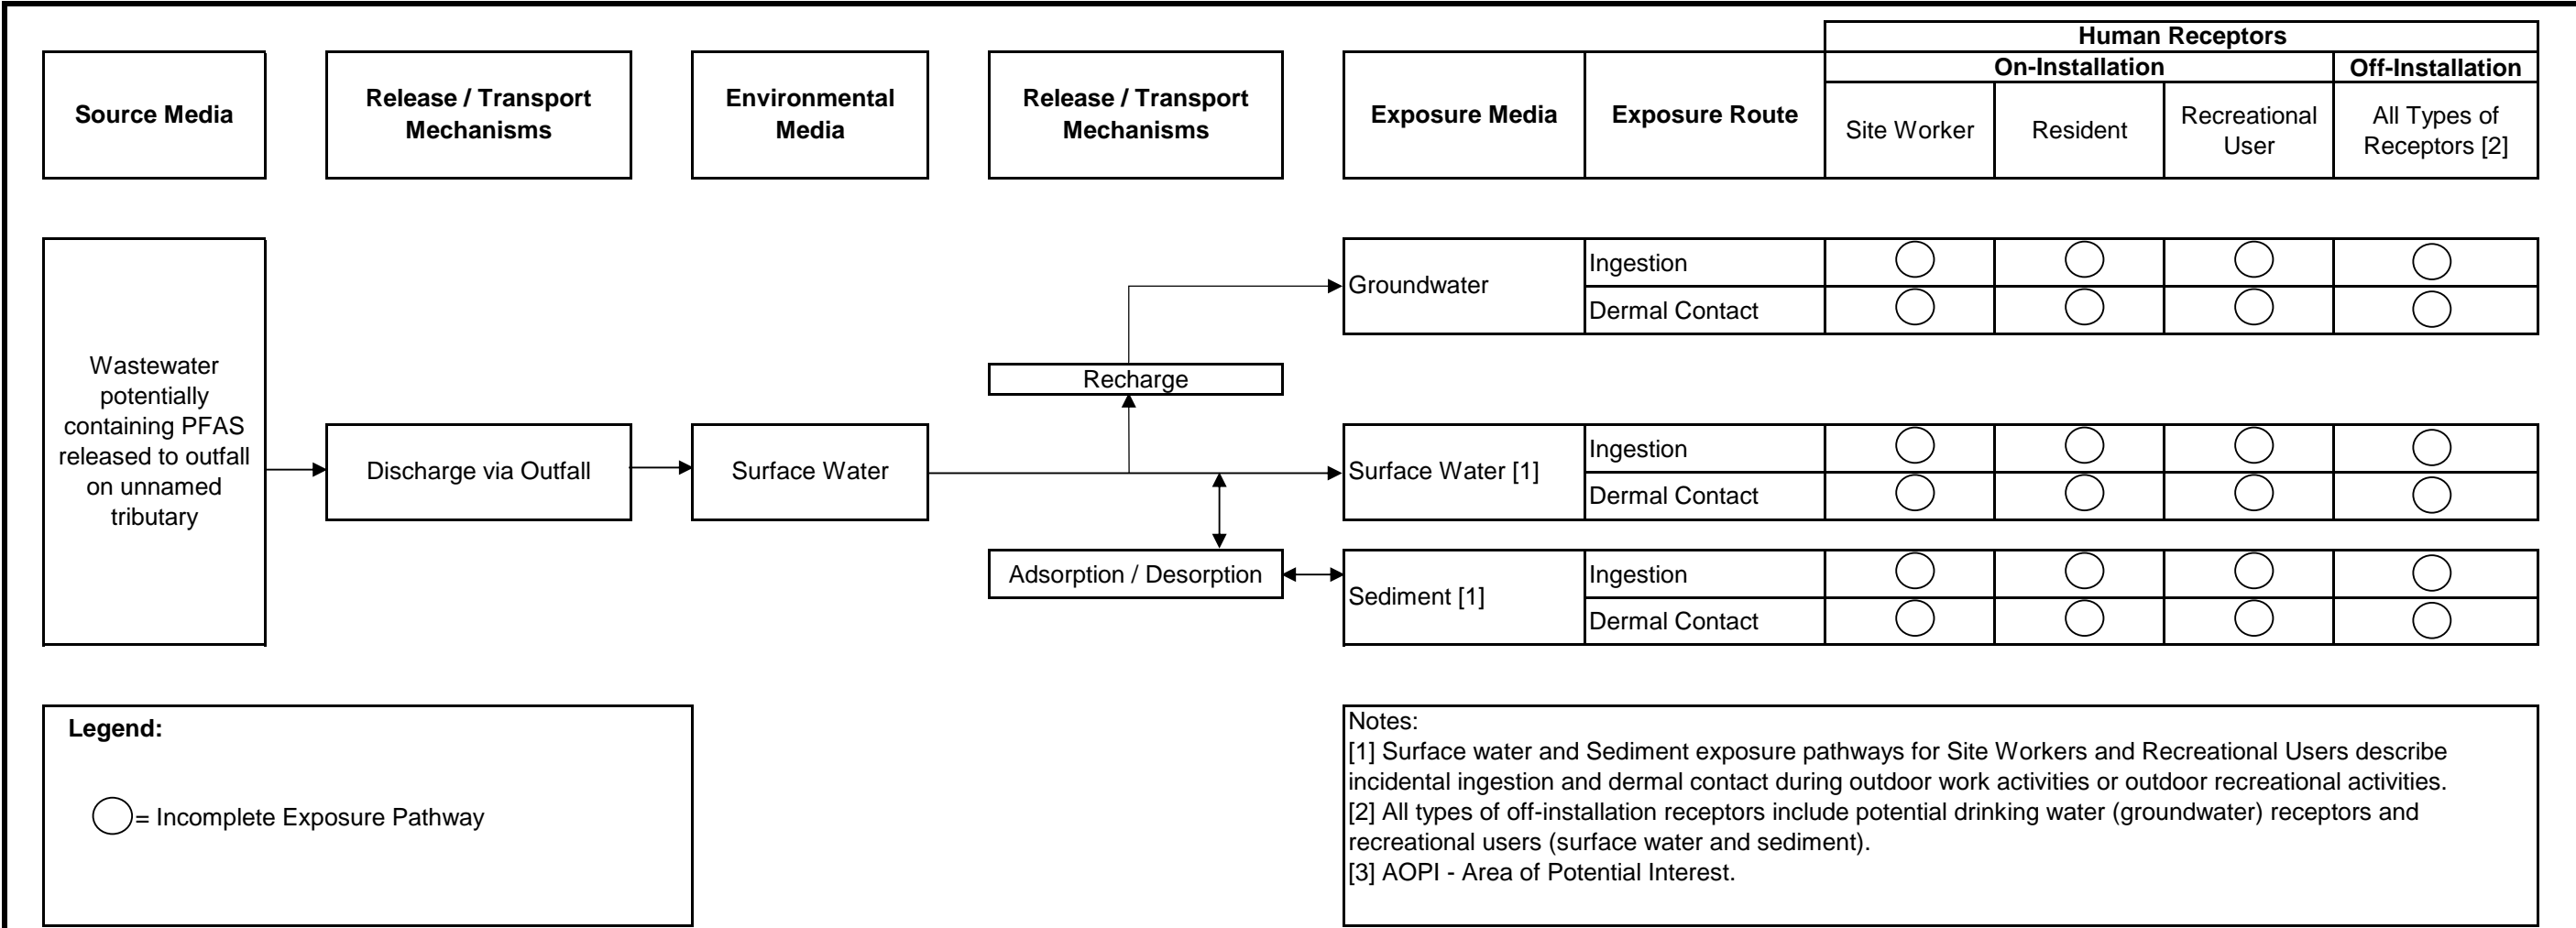 Human Receptors
On-Installation
Off-Installation
Source Media
Release / Transport
Mechanisms
Environmental
Media
Release / Transport
Mechanisms
Exposure Media
Exposure Route
Site Worker
Resident
Recreational
User
All Types of
Receptors [2]
Wastewater
potentially
containing PFAS
released to outfall
on unnamed
tributary
Discharge via Outfall
Surface Water
Recharge
Adsorption / Desorption
Groundwater
Ingestion
Dermal Contact
Surface Water [1]
Ingestion
Dermal Contact
Sediment [1]
Ingestion
Dermal Contact
Legend:
= Incomplete Exposure Pathway
Notes:
[1] Surface water and Sediment exposure pathways for Site Workers and Recreational Users describe
incidental ingestion and dermal contact during outdoor work activities or outdoor recreational activities.
[2] All types of off-installation receptors include potential drinking water (groundwater) receptors and
recreational users (surface water and sediment).
[3] AOPI - Area of Potential Interest.